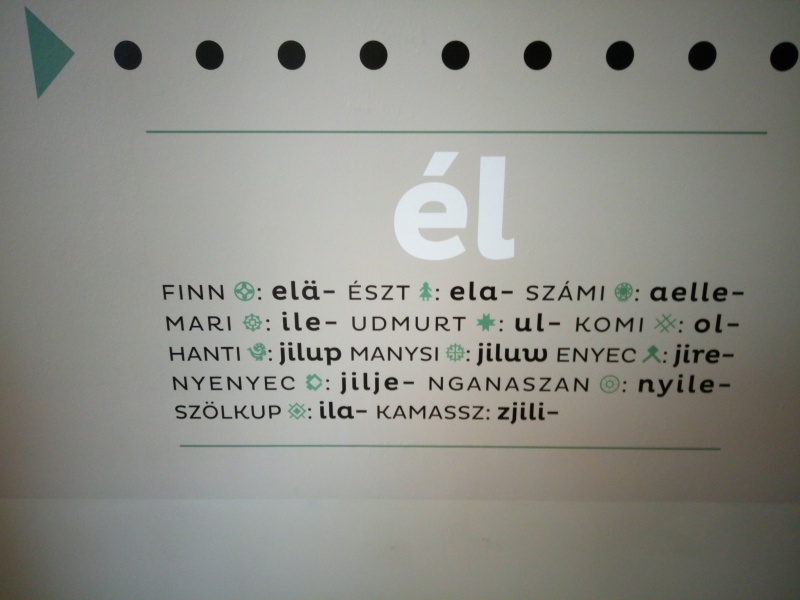 él
FINN : elä– ÉSZT : ela– SZÁMI : aelle–
MARI : ile– UDMURT : ul– KOMI : ol–
HANTI : jilup MANYSI : jiluw ENYEC : jire–
NYENYEC : jilje– NGANASZAN : nyile–
SZÖLKUP : ila– KAMASSZ: zjili–